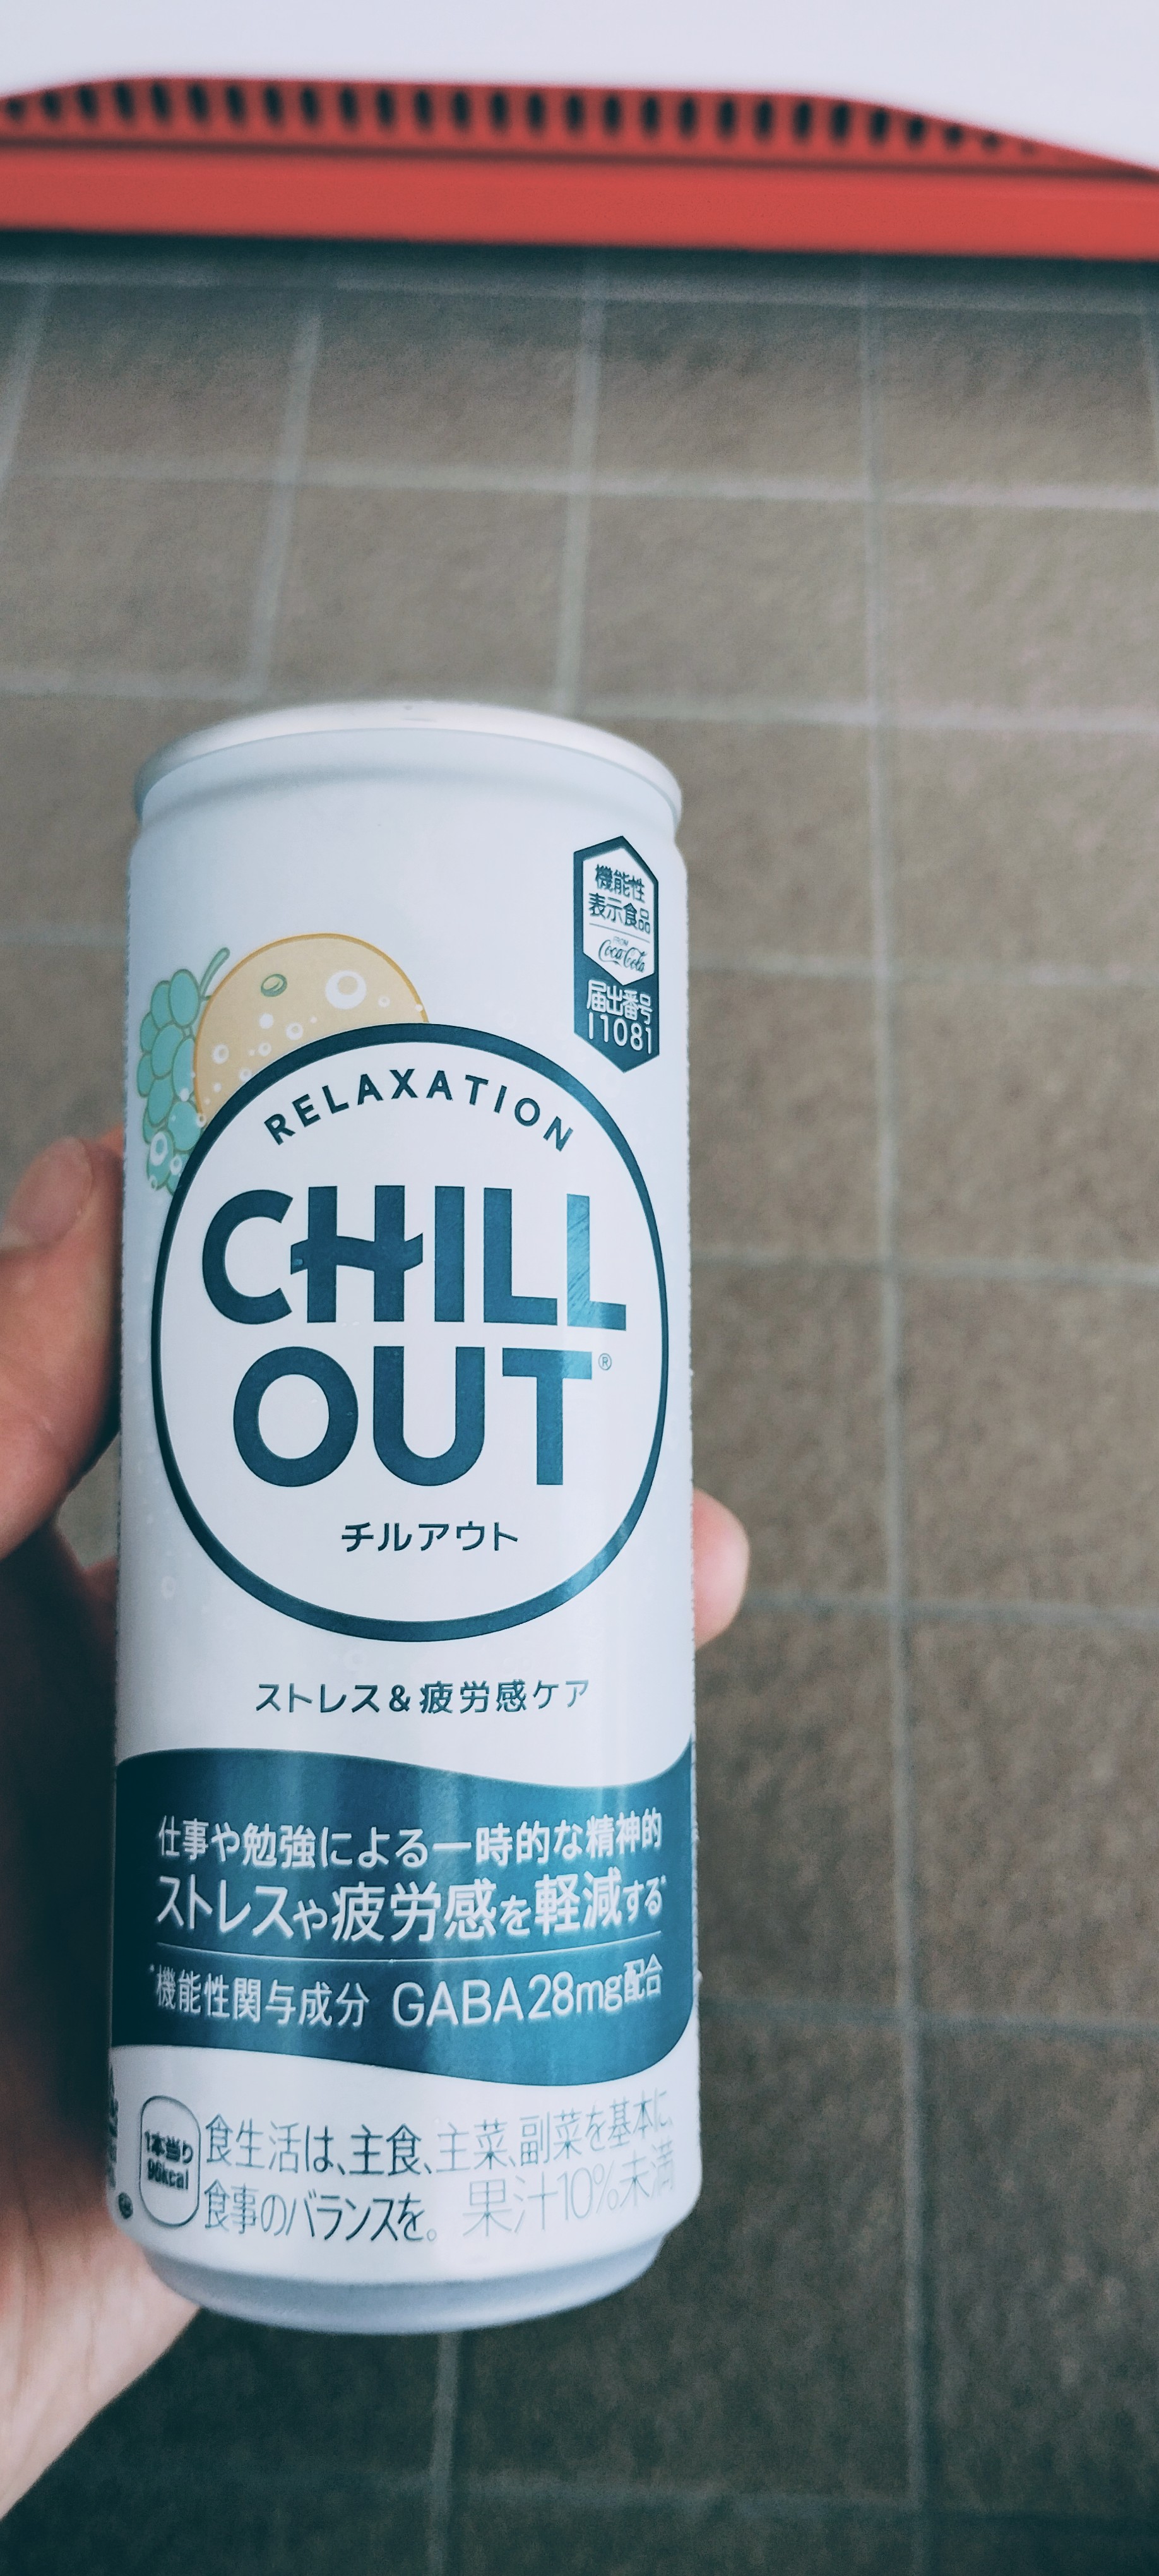 機能性
表示食品
FROM
Coca-Cola
届出番号
I1081
RELAXATION
CHILL
OUT®
チルアウト
ストレス&疲労感ケア
仕事や勉強による一時的な精神的
ストレスや疲労感を軽減する*
*機能性関与成分 GABA28mg配合
1本当り
96kcal
食生活は、主食、主菜、副菜を基本に、
食事のバランスを。 果汁10%未満